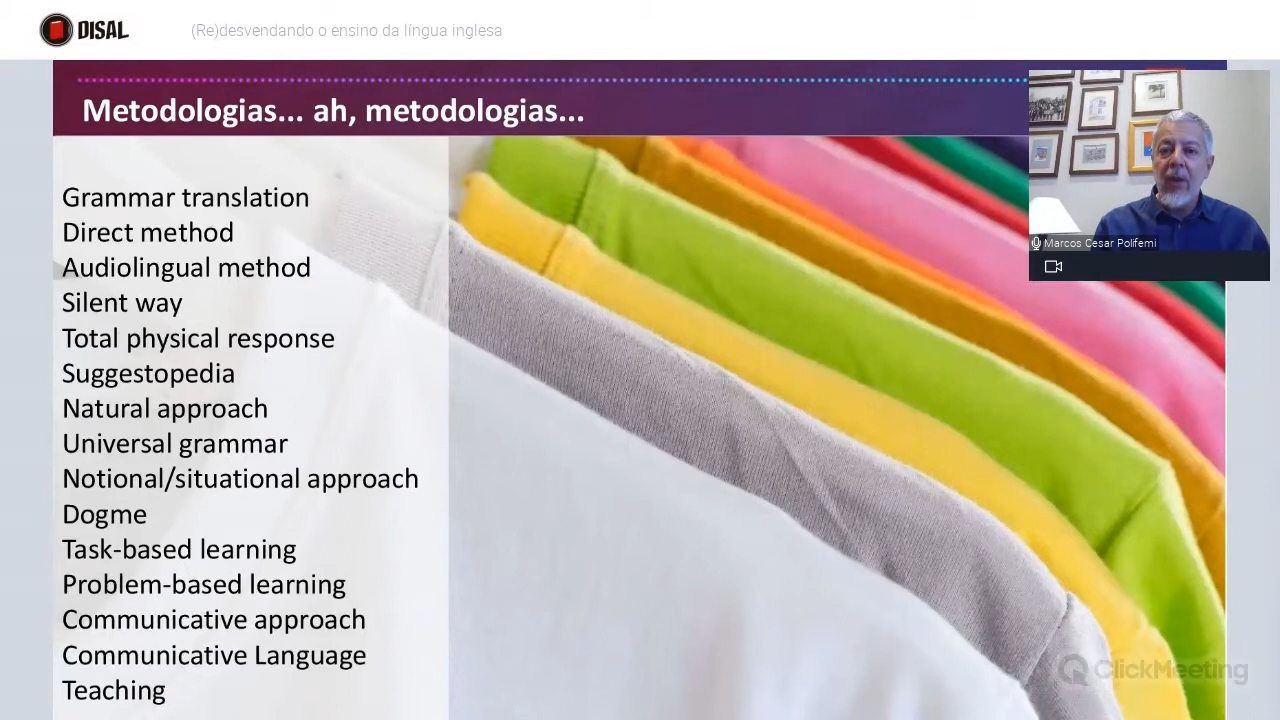 DISAL
(Re)desvendando o ensino da língua inglesa
Metodologias... ah, metodologias...
Marcos Cesar Polifemi
Grammar translation
Direct method
Audiolingual method
Silent way
Total physical response
Suggestopedia
Natural approach
Universal grammar
Notional/situational approach
Dogme
Task-based learning
Problem-based learning
Communicative approach
Communicative Language
Teaching
ClickMeeting